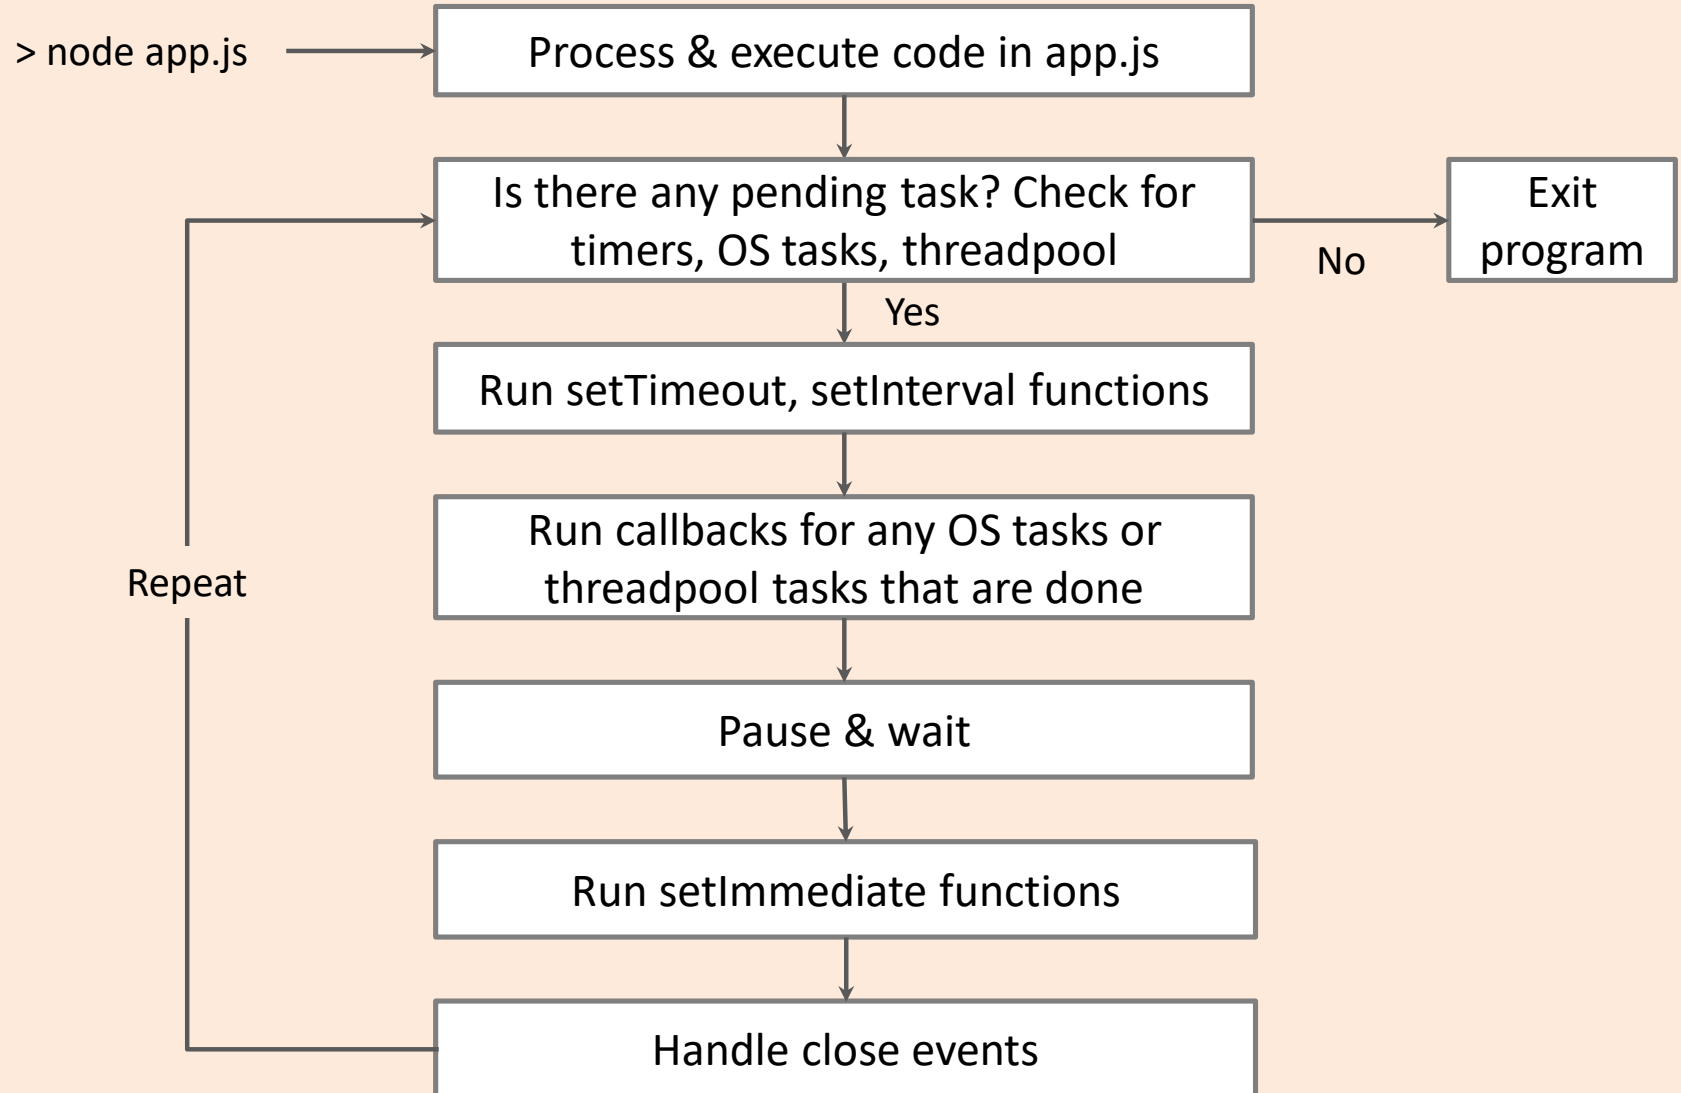 > node app.js
Process & execute code in app.js
Is there any pending task? Check for
timers, OS tasks, threadpool
No
Exit
program
Yes
Run setTimeout, setInterval functions
Run callbacks for any OS tasks or
threadpool tasks that are done
Repeat
Pause & wait
Run setImmediate functions
Handle close events